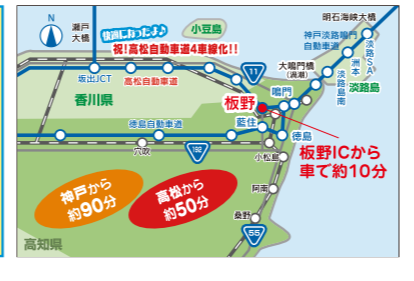 N
瀬戸
大橋
快適になったよ♪
祝!高松自動車道4車線化!!
小豆島
明石海峡大橋
神戸淡路鳴門
自動車道
淡路SA
洲本
淡路島
淡路島南
大鳴門橋
(渦潮)
坂出JCT
高松自動車道
11
鳴門
香川県
板野
藍住
徳島自動車道
徳島
穴吹
192
小松島
板野ICから
車で約10分
神戸から
約90分
高松から
約50分
阿南
桑野
55
高知県